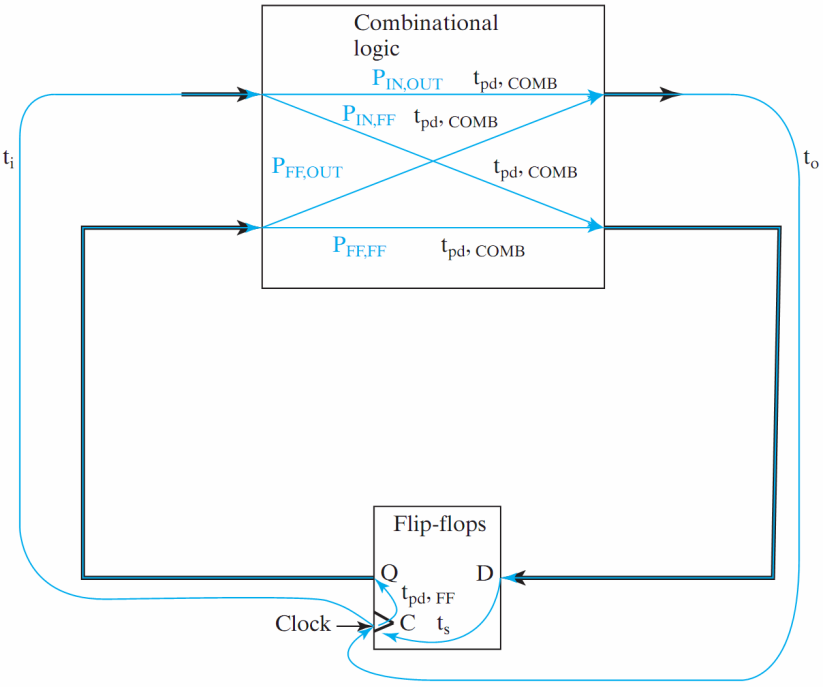 Combinational
logic
P_IN,OUT t_pd, COMB
P_IN,FF t_pd, COMB
t_i
t_o
P_FF,OUT t_pd, COMB
P_FF,FF t_pd, COMB
Flip-flops
Q D
t_pd, FF
Clock C t_s